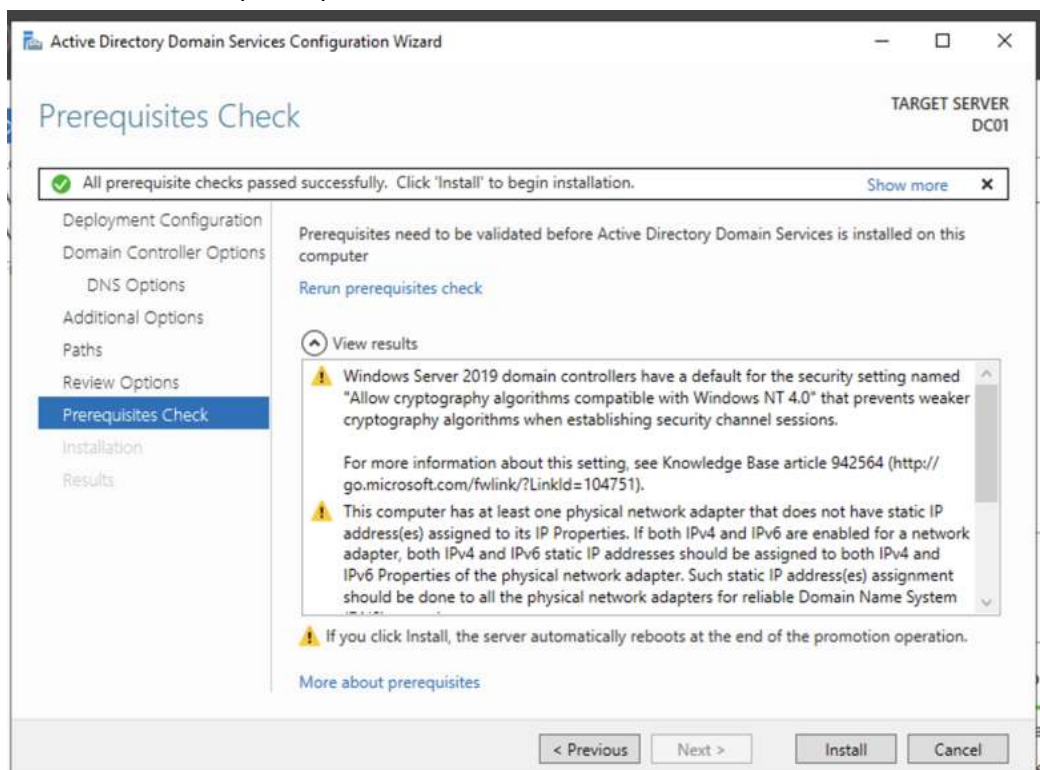 Active Directory Domain Services Configuration Wizard
Prerequisites Check
TARGET SERVER
DC01
All prerequisite checks passed successfully. Click 'Install' to begin installation.
Show more
Deployment Configuration
Domain Controller Options
DNS Options
Additional Options
Paths
Review Options
Prerequisites Check
Installation
Results
Prerequisites need to be validated before Active Directory Domain Services is installed on this
computer
Rerun prerequisites check
View results
Windows Server 2019 domain controllers have a default for the security setting named
"Allow cryptography algorithms compatible with Windows NT 4.0" that prevents weaker
cryptography algorithms when establishing security channel sessions.
For more information about this setting, see Knowledge Base article 942564 (http://
go.microsoft.com/fwlink/?LinkId=104751).
This computer has at least one physical network adapter that does not have static IP
address(es) assigned to its IP Properties. If both IPv4 and IPv6 are enabled for a network
adapter, both IPv4 and IPv6 static IP addresses should be assigned to both IPv4 and
IPv6 Properties of the physical network adapter. Such static IP address(es) assignment
should be done to all the physical network adapters for reliable Domain Name System
If you click Install, the server automatically reboots at the end of the promotion operation.
More about prerequisites
< Previous
Next >
Install
Cancel